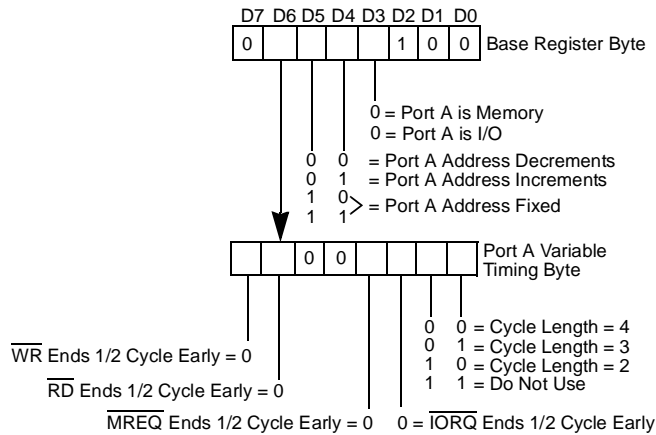 D7 D6 D5 D4 D3 D2 D1 D0
0 1 0 0 Base Register Byte
0 = Port A is Memory
0 = Port A is I/O
0 0 = Port A Address Decrements
0 1 = Port A Address Increments
1 0
1 1 > = Port A Address Fixed
0 0 Port A Variable
Timing Byte
0 0 = Cycle Length = 4
0 1 = Cycle Length = 3
1 0 = Cycle Length = 2
1 1 = Do Not Use
WR Ends 1/2 Cycle Early = 0
RD Ends 1/2 Cycle Early = 0
MREQ Ends 1/2 Cycle Early = 0 0 = IORQ Ends 1/2 Cycle Early